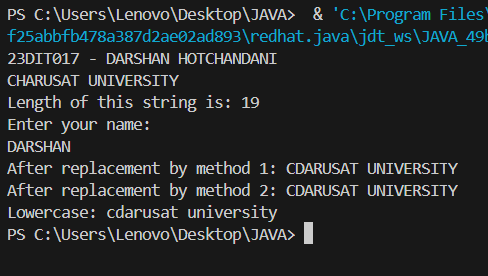 PS C:\Users\Lenovo\Desktop\JAVA>  & 'C:\Program Files\
f25abbfb478a387d2ae02ad893\redhat.java\jdt_ws\JAVA_49b
23DIT017 - DARSHAN HOTCHANDANI
CHARUSAT UNIVERSITY
Length of this string is: 19
Enter your name:
DARSHAN
After replacement by method 1: CDARUSAT UNIVERSITY
After replacement by method 2: CDARUSAT UNIVERSITY
Lowercase: cdarusat university
PS C:\Users\Lenovo\Desktop\JAVA>